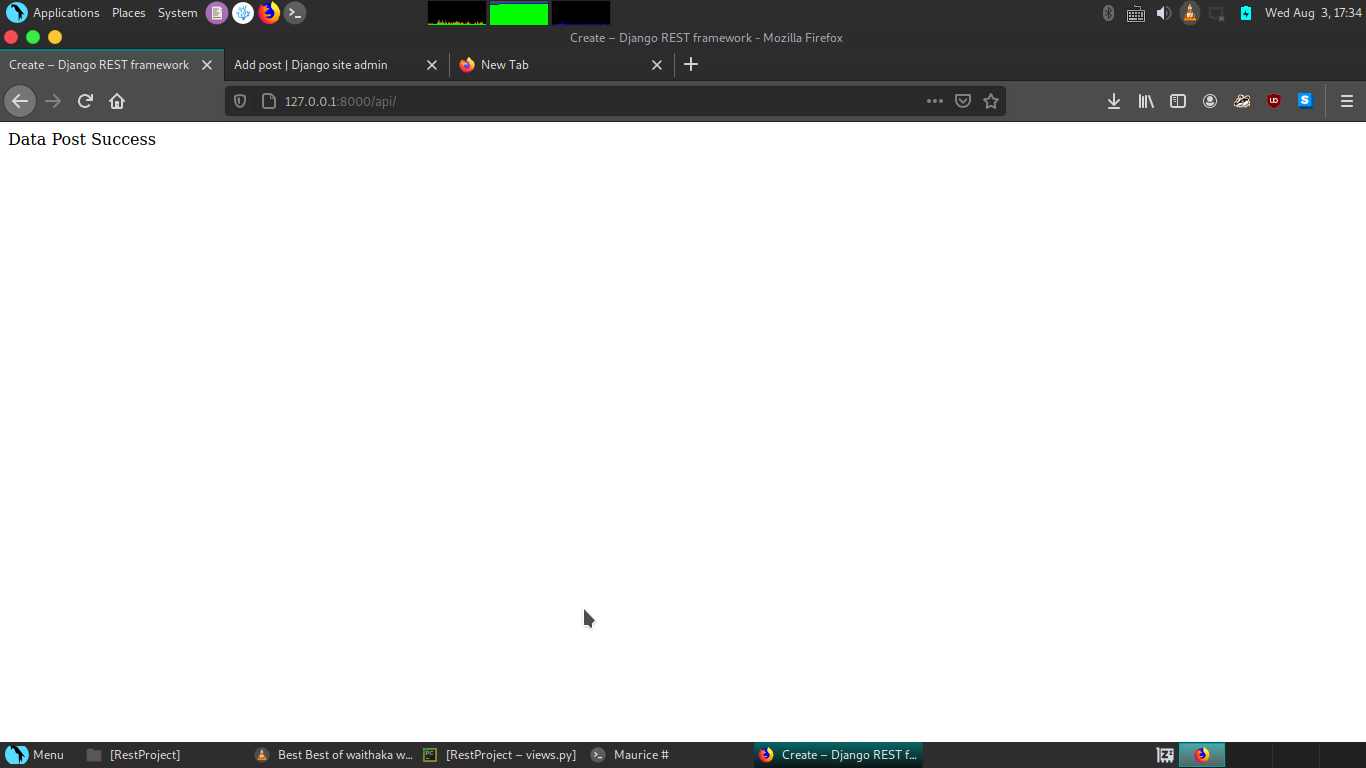 Applications Places System Wed Aug 3, 17:34
Create – Django REST framework - Mozilla Firefox
Create – Django REST framework Add post | Django site admin New Tab
127.0.0.1:8000/api/ UD S
Data Post Success
Menu [RestProject] Best Best of waithaka w... PC [RestProject – views.py] Maurice # Create – Django REST f...